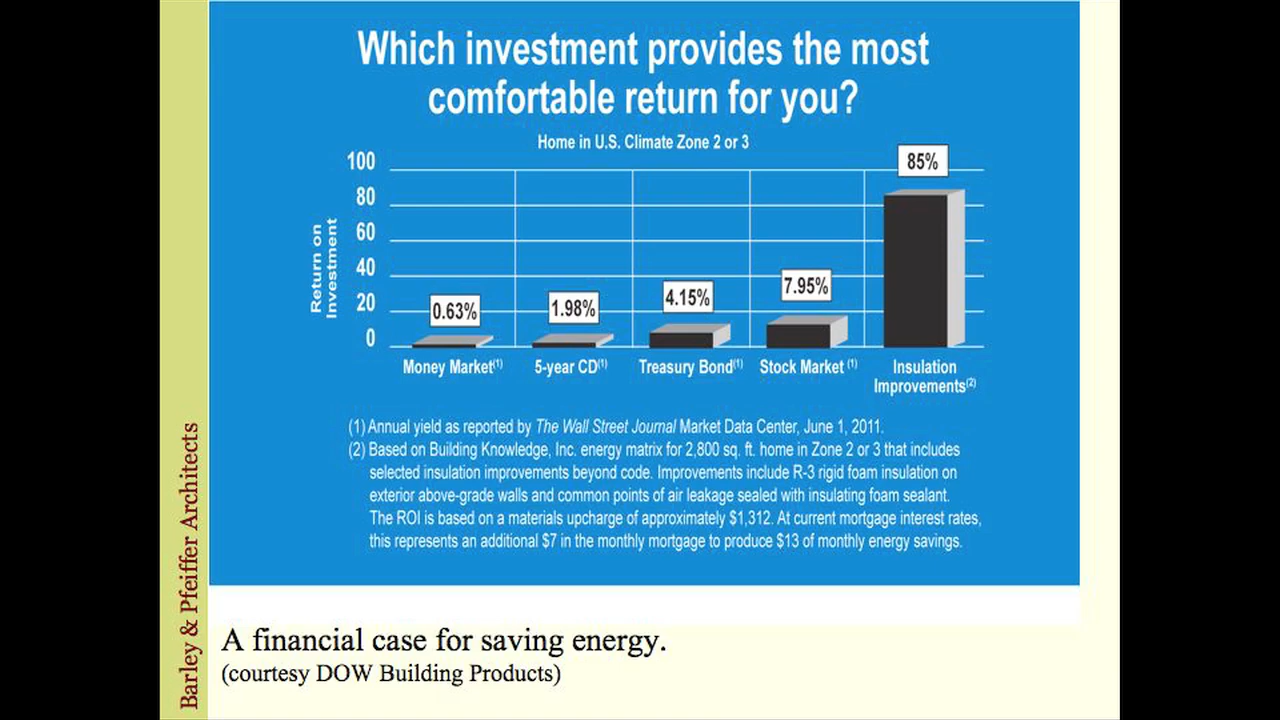 Which investment provides the most
comfortable return for you?
Home in U.S. Climate Zone 2 or 3
Return on
Investment
100
80
60
40
20
0
0.63%
1.98%
4.15%
7.95%
85%
Money Market(1)
5-year CD(1)
Treasury Bond(1)
Stock Market (1)
Insulation
Improvements(2)
(1) Annual yield as reported by The Wall Street Journal Market Data Center, June 1, 2011.
(2) Based on Building Knowledge, Inc. energy matrix for 2,800 sq. ft. home in Zone 2 or 3 that includes
selected insulation improvements beyond code. Improvements include R-3 rigid foam insulation on
exterior above-grade walls and common points of air leakage sealed with insulating foam sealant.
The ROI is based on a materials upcharge of approximately $1,312. At current mortgage interest rates,
this represents an additional $7 in the monthly mortgage to produce $13 of monthly energy savings.
Barley & Pfeiffer Architects
A financial case for saving energy.
(courtesy DOW Building Products)